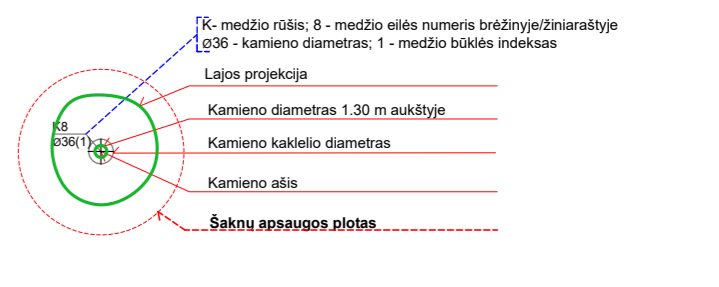 K- medžio rūšis; 8 - medžio eilės numeris brėžinyje/žiniaraštyje
Ø36 - kamieno diametras; 1 - medžio būklės indeksas
Lajos projekcija
Kamieno diametras 1.30 m aukštyje
K8
Ø36(1)
Kamieno kaklelio diametras
Kamieno ašis
Šaknų apsaugos plotas